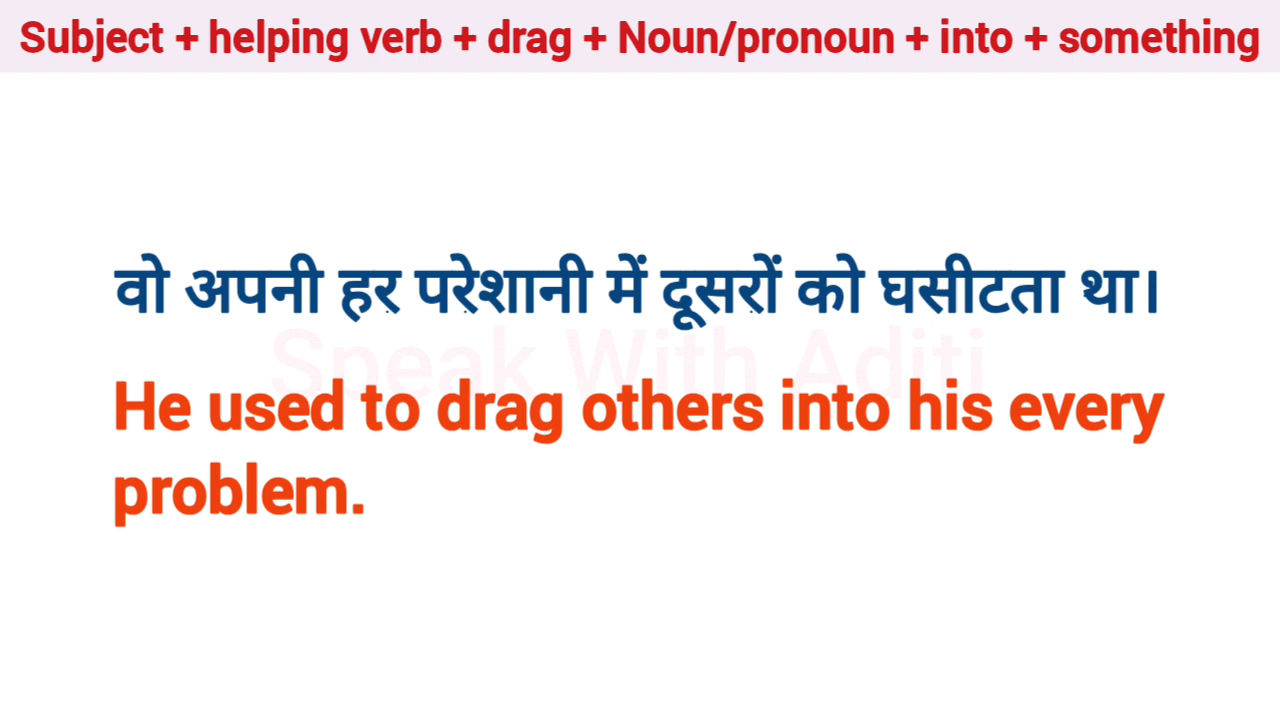 Subject + helping verb + drag + Noun/pronoun + into + something
वो अपनी हर परेशानी में दूसरों को घसीटता था।
Speak With Aditi
He used to drag others into his every
problem.